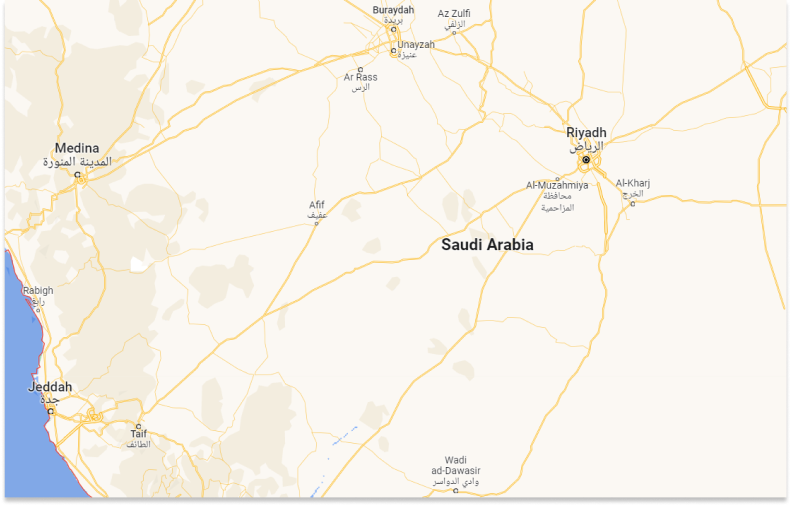 Buraydah
بريدة
Az Zulfi
الزلفي
Unayzah
عنيزة
Ar Rass
الرس
Riyadh
الرياض
Medina
المدينة المنورة
Al-Muzahmiya
محافظة
المزاحمية
Al-Kharj
الخرج
Afif
عفيف
Saudi Arabia
Rabigh
رابغ
Jeddah
جدة
Taif
الطائف
Wadi
ad-Dawasir
وادي الدواسر